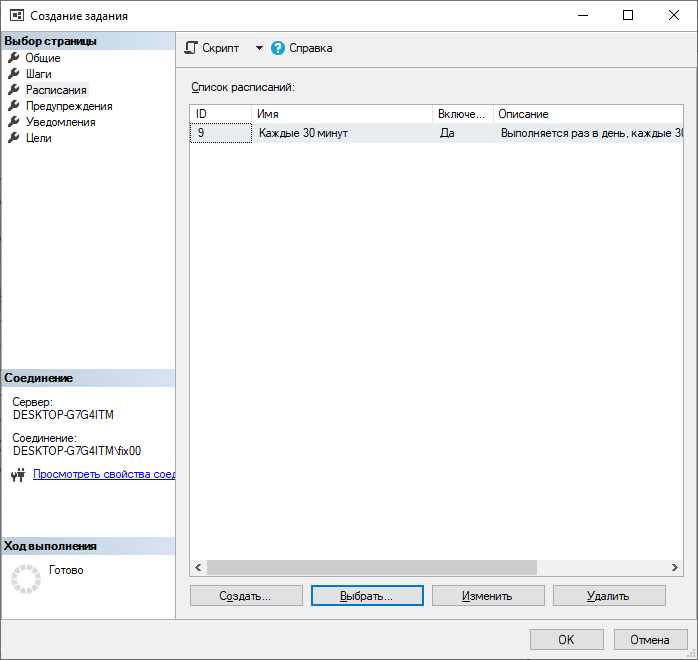 Создание задания
Выбор страницы
Общие
Шаги
Расписания
Предупреждения
Уведомления
Цели
Соединение
Сервер:
DESKTOP-G7G4ITM
Соединение:
DESKTOP-G7G4ITM\fix00
Просмотреть свойства соед
Ход выполнения
Готово
Скрипт Справка
Список расписаний:
ID Имя Включе... Описание
9 Каждые 30 минут Да Выполняется раз в день, каждые 30
Создать... Выбрать... Изменить Удалить
OK Отмена